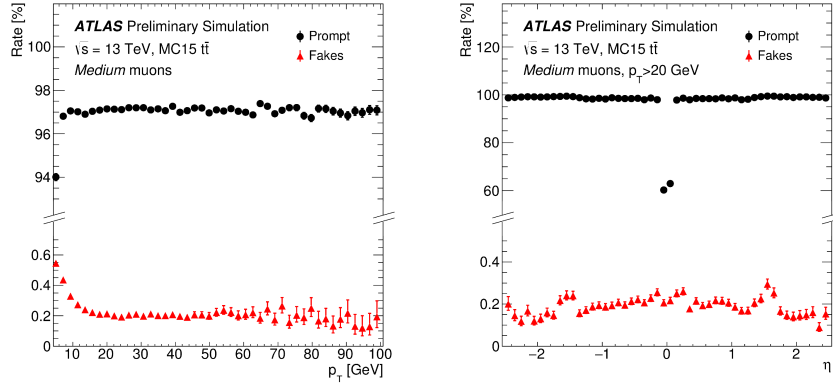 Rate [%]
ATLAS Preliminary Simulation
√s = 13 TeV, MC15 tt̄
Medium muons
Prompt
Fakes
102
100
98
96
94
0.6
0.4
0.2
0
10 20 30 40 50 60 70 80 90 100
p_T [GeV]
Rate [%]
ATLAS Preliminary Simulation
√s = 13 TeV, MC15 tt̄
Medium muons, p_T>20 GeV
Prompt
Fakes
120
100
80
60
0.4
0.2
0
−2 −1 0 1 2
η